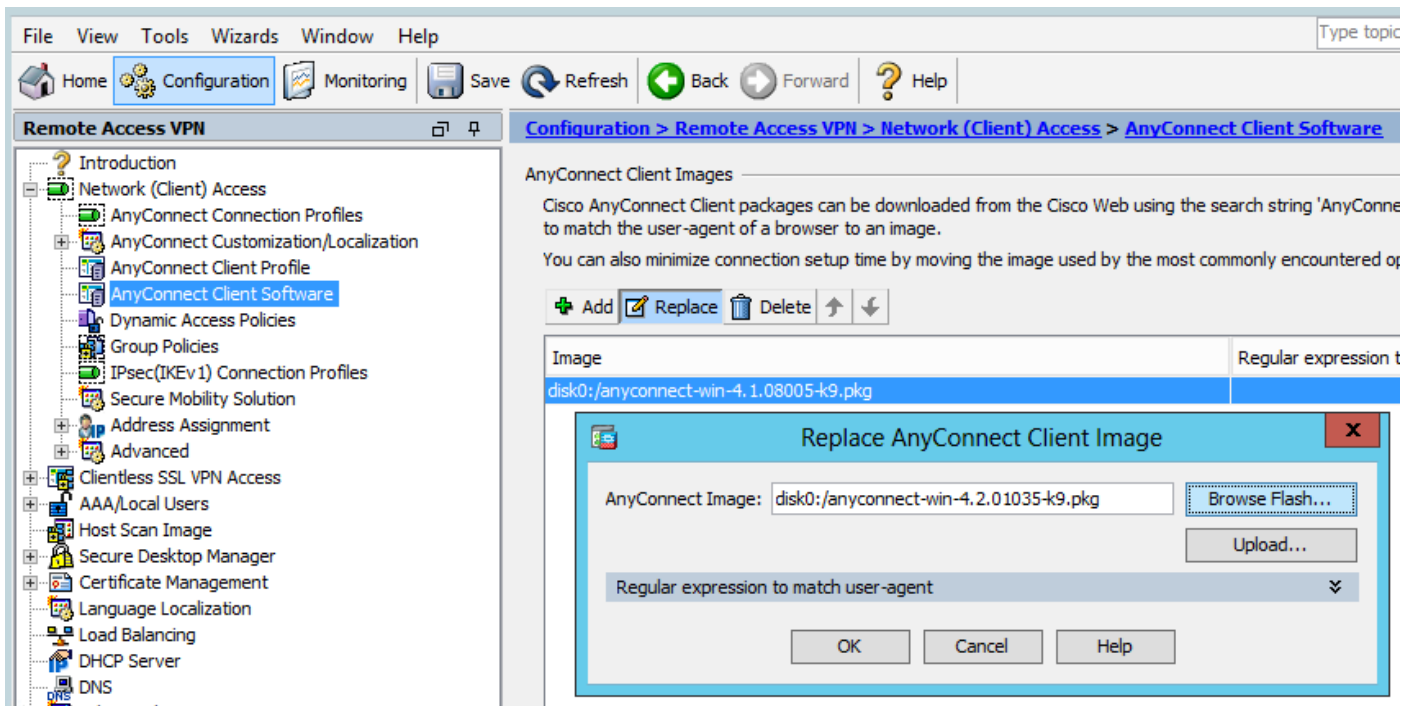 File View Tools Wizards Window Help
Type topic
Home Configuration Monitoring Save Refresh Back Forward Help
Remote Access VPN
Introduction
Network (Client) Access
AnyConnect Connection Profiles
AnyConnect Customization/Localization
AnyConnect Client Profile
AnyConnect Client Software
Dynamic Access Policies
Group Policies
IPsec(IKEv1) Connection Profiles
Secure Mobility Solution
Address Assignment
Advanced
Clientless SSL VPN Access
AAA/Local Users
Host Scan Image
Secure Desktop Manager
Certificate Management
Language Localization
Load Balancing
DHCP Server
DNS
Configuration > Remote Access VPN > Network (Client) Access > AnyConnect Client Software
AnyConnect Client Images
Cisco AnyConnect Client packages can be downloaded from the Cisco Web using the search string 'AnyConne
to match the user-agent of a browser to an image.
You can also minimize connection setup time by moving the image used by the most commonly encountered op
Add Replace Delete
Image Regular expression t
disk0:/anyconnect-win-4.1.08005-k9.pkg
Replace AnyConnect Client Image
x
AnyConnect Image: disk0:/anyconnect-win-4.2.01035-k9.pkg Browse Flash...
Upload...
Regular expression to match user-agent
OK Cancel Help